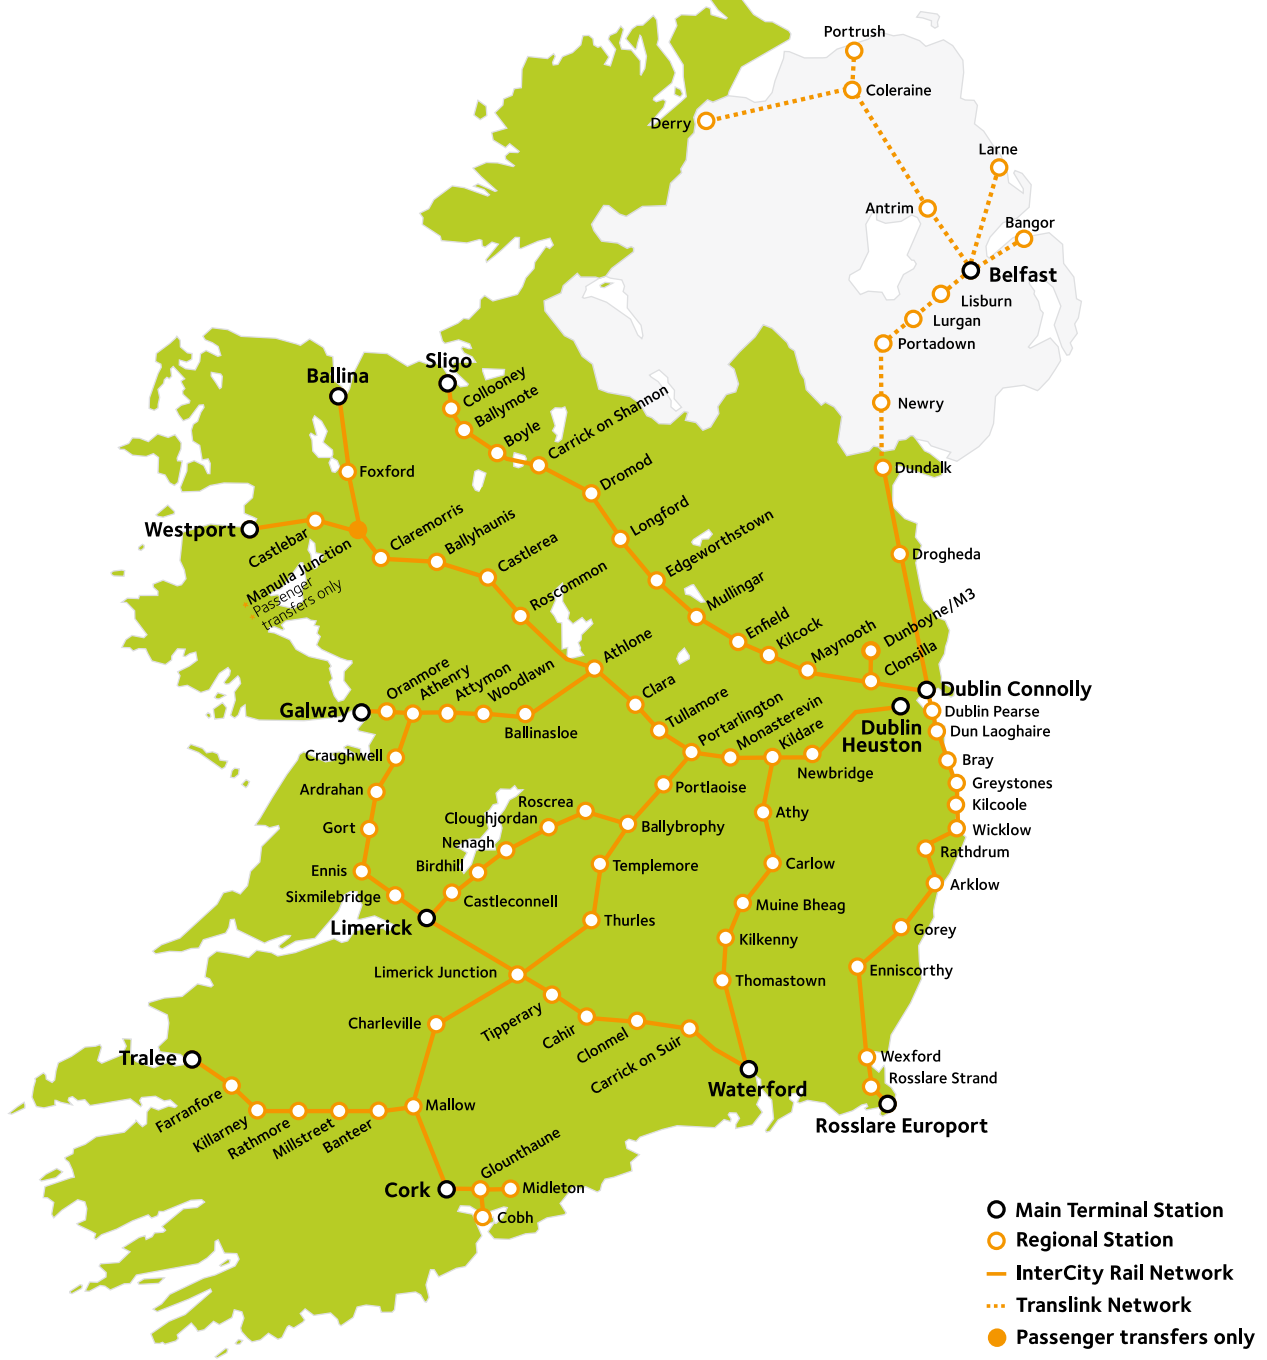 Portrush
Coleraine
Derry
Larne
Antrim
Bangor
Belfast
Lisburn
Lurgan
Portadown
Newry
Dundalk
Drogheda
Sligo
Collooney
Ballymote
Boyle
Carrick on Shannon
Dromod
Longford
Edgeworthstown
Mullingar
Enfield
Kilcock
Maynooth
Dunboyne/M3
Clonsilla
Ballina
Foxford
Westport
Castlebar
Manulla Junction
Passenger
transfers only
Claremorris
Ballyhaunis
Castlerea
Roscommon
Athlone
Clara
Tullamore
Portarlington
Monasterevin
Kildare
Newbridge
Dublin Connolly
Dublin
Heuston
Dublin Pearse
Dun Laoghaire
Bray
Greystones
Kilcoole
Wicklow
Rathdrum
Arklow
Gorey
Enniscorthy
Wexford
Rosslare Strand
Rosslare Europort
Galway
Oranmore
Athenry
Attymon
Woodlawn
Ballinasloe
Craughwell
Ardrahan
Gort
Ennis
Sixmilebridge
Limerick
Roscrea
Cloughjordan
Nenagh
Birdhill
Castleconnell
Portlaoise
Ballybrophy
Templemore
Thurles
Athy
Carlow
Muine Bheag
Kilkenny
Thomastown
Waterford
Limerick Junction
Tipperary
Cahir
Clonmel
Carrick on Suir
Charleville
Mallow
Tralee
Farranfore
Killarney
Rathmore
Millstreet
Banteer
Cork
Glounthaune
Midleton
Cobh
Main Terminal Station
Regional Station
InterCity Rail Network
Translink Network
Passenger transfers only